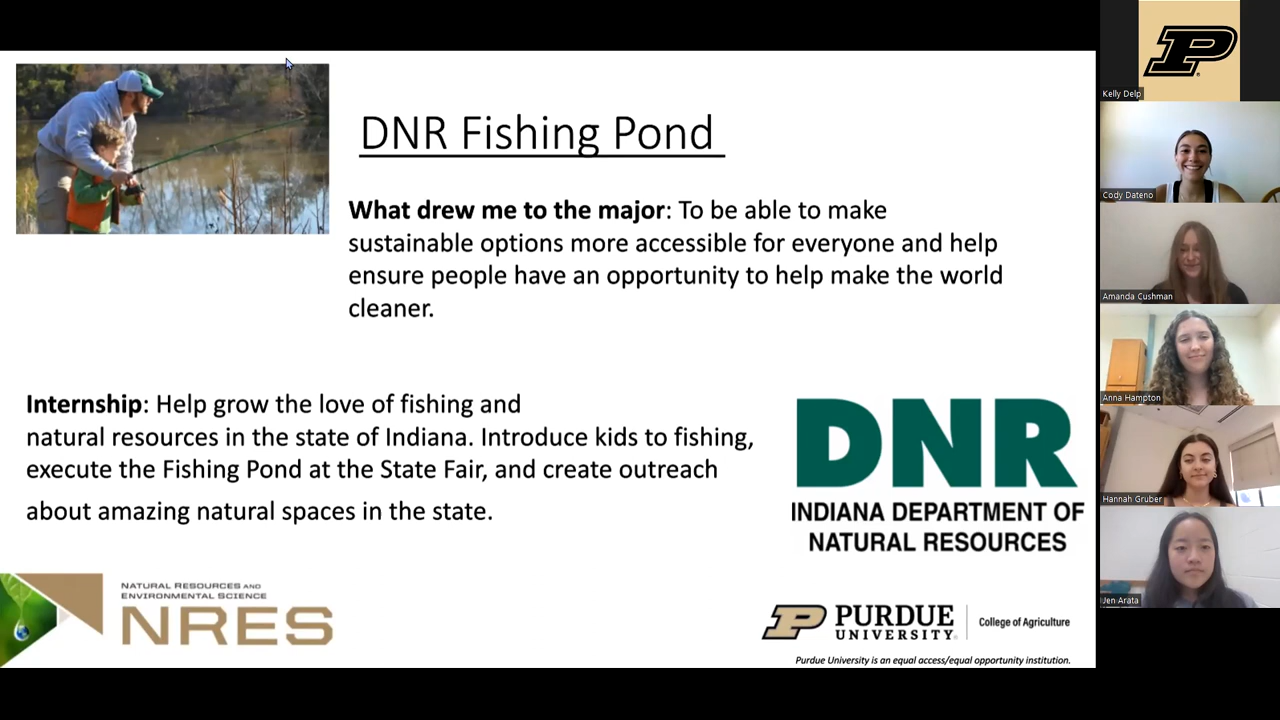 DNR Fishing Pond
What drew me to the major: To be able to make
sustainable options more accessible for everyone and help
ensure people have an opportunity to help make the world
cleaner.
Internship: Help grow the love of fishing and
natural resources in the state of Indiana. Introduce kids to fishing,
execute the Fishing Pond at the State Fair, and create outreach
about amazing natural spaces in the state.
DNR
INDIANA DEPARTMENT OF
NATURAL RESOURCES
NATURAL RESOURCES AND
ENVIRONMENTAL SCIENCE
NRES
P PURDUE
UNIVERSITY®
College of Agriculture
Purdue University is an equal access/equal opportunity institution.
P
Kelly Delp
Cody Dateno
Amanda Cushman
Anna Hampton
Hannah Gruber
Jen Arata